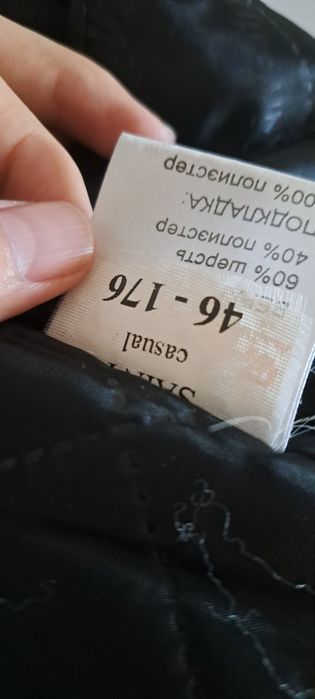 casual
46 - 176
60% шерсть
40% полиэстер
ПОДКЛАДКА:
00% полиэстер